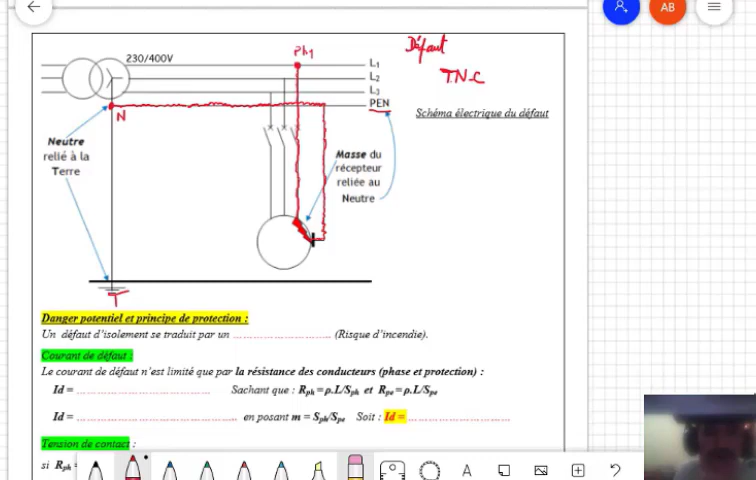 AB
230/400V
Ph1
Défaut
TNC
L1
L2
L3
PEN
N
Schéma électrique du défaut
Neutre
relié à la
Terre
Masse du
récepteur
reliée au
Neutre
T
Danger potentiel et principe de protection :
Un défaut d'isolement se traduit par un .............................. (Risque d'incendie).
Courant de défaut :
Le courant de défaut n'est limité que par la résistance des conducteurs (phase et protection) :
Id = .......................................... Sachant que : Rph = ρ.L/Sph et Rpe = ρ.L/Spe
Id = .................................................. en posant m = Sph/Spe Soit : Id = ................................
Tension de contact :
si Rph =
A